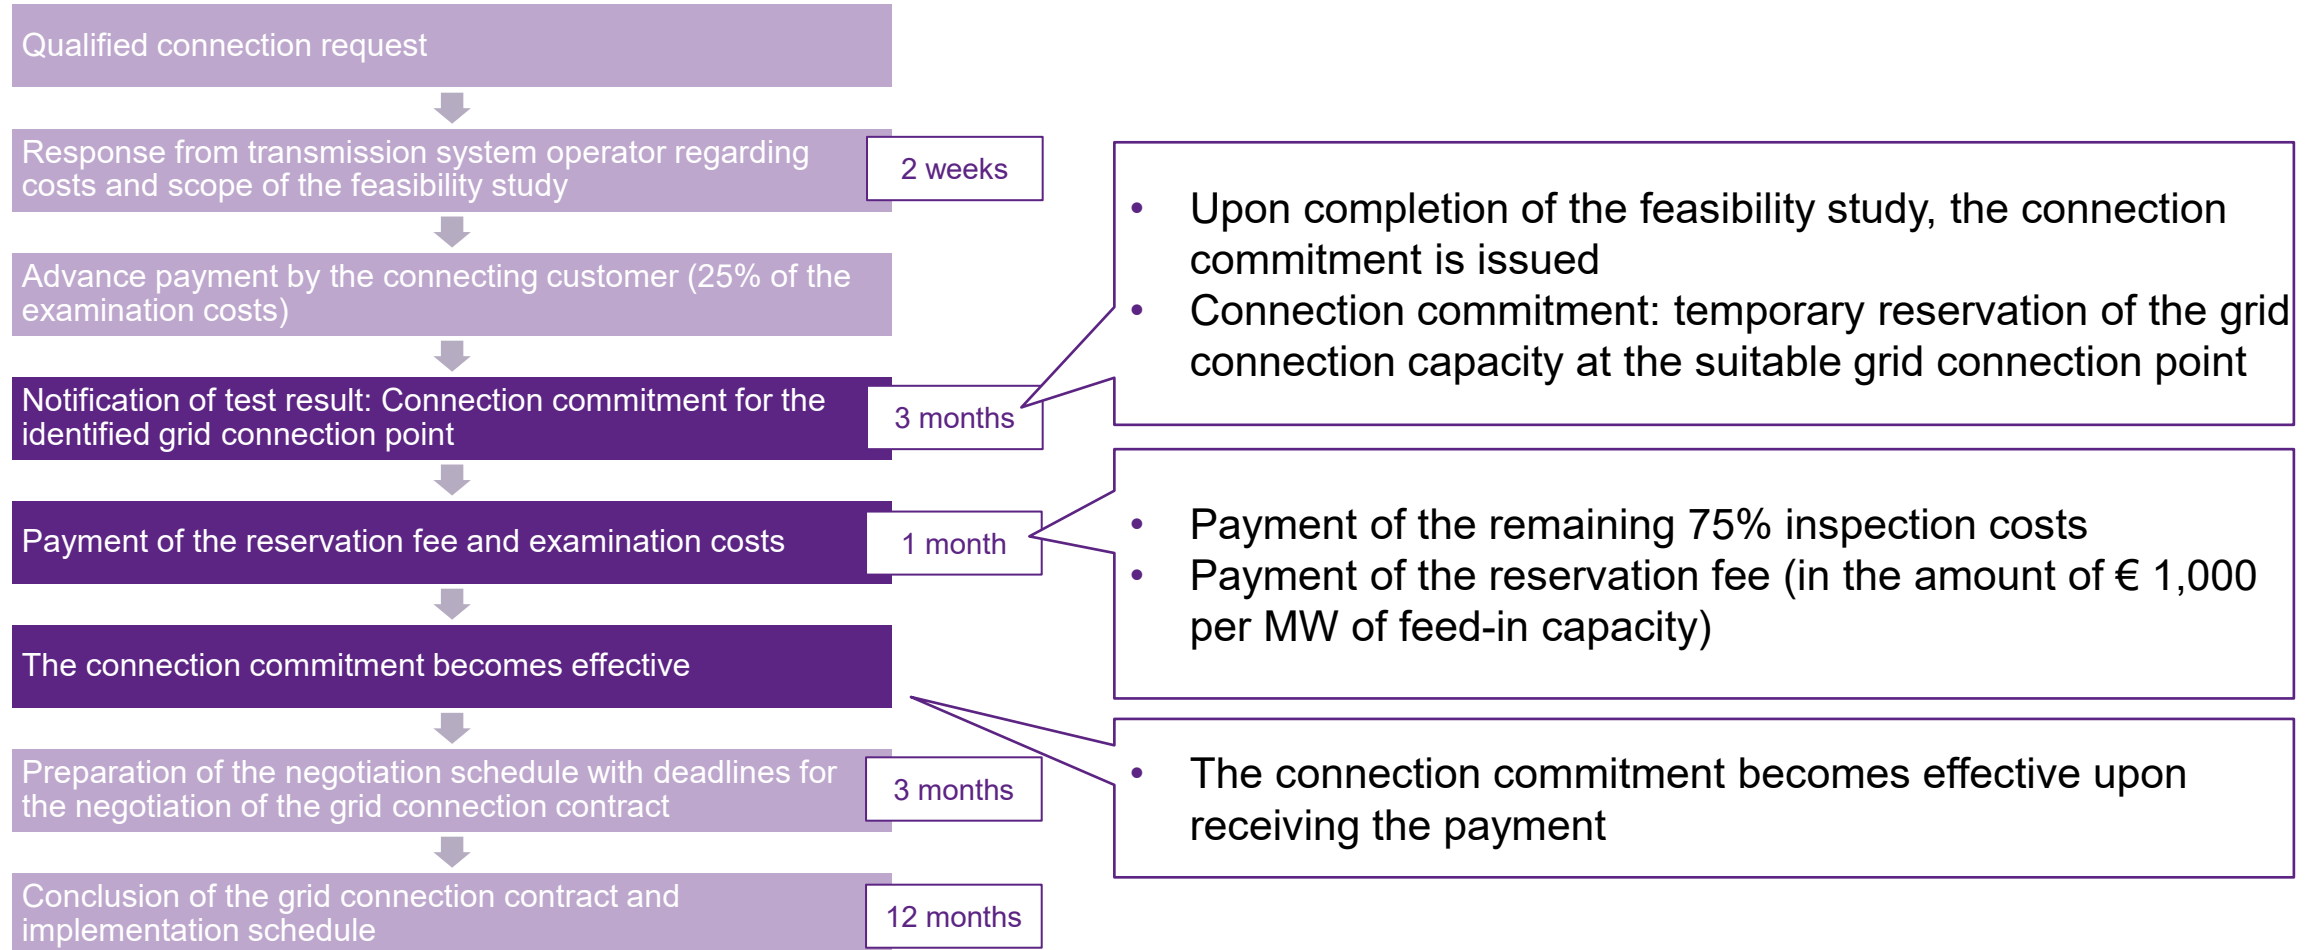 Qualified connection request
Response from transmission system operator regarding
costs and scope of the feasibility study
2 weeks
Advance payment by the connecting customer (25% of the
examination costs)
Notification of test result: Connection commitment for the
identified grid connection point
3 months
• Upon completion of the feasibility study, the connection
commitment is issued
• Connection commitment: temporary reservation of the grid
connection capacity at the suitable grid connection point
Payment of the reservation fee and examination costs
1 month
• Payment of the remaining 75% inspection costs
• Payment of the reservation fee (in the amount of € 1,000
per MW of feed-in capacity)
The connection commitment becomes effective
• The connection commitment becomes effective upon
receiving the payment
Preparation of the negotiation schedule with deadlines for
the negotiation of the grid connection contract
3 months
Conclusion of the grid connection contract and
implementation schedule
12 months